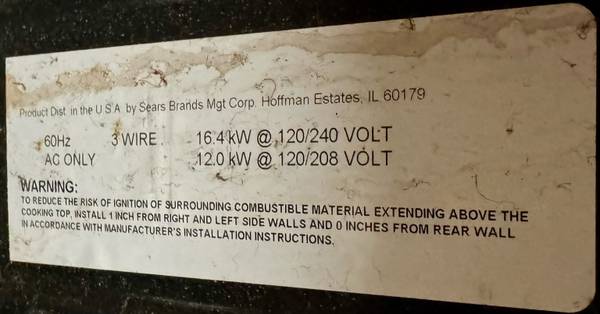 Product Dist. in the U S A by Sears Brands Mgt Corp. Hoffman Estates, IL 60179
60Hz 3 WIRE 16.4 kW @ 120/240 VOLT
AC ONLY 12.0 kW @ 120/208 VOLT
WARNING:
TO REDUCE THE RISK OF IGNITION OF SURROUNDING COMBUSTIBLE MATERIAL EXTENDING ABOVE THE
COOKING TOP, INSTALL 1 INCH FROM RIGHT AND LEFT SIDE WALLS AND 0 INCHES FROM REAR WALL
IN ACCORDANCE WITH MANUFACTURER'S INSTALLATION INSTRUCTIONS.